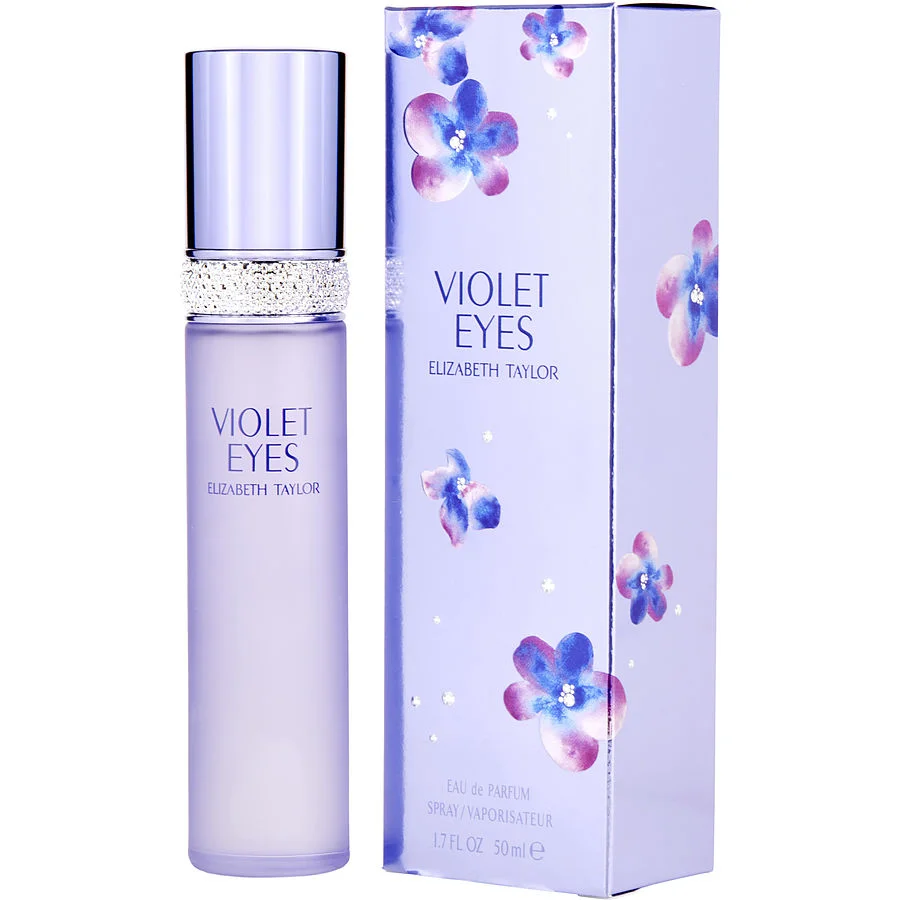 VIOLET
EYES
ELIZABETH TAYLOR
VIOLET
EYES
ELIZABETH TAYLOR
EAU de PARFUM
SPRAY/VAPORISATEUR
1.7 FL OZ 50 ml ℮